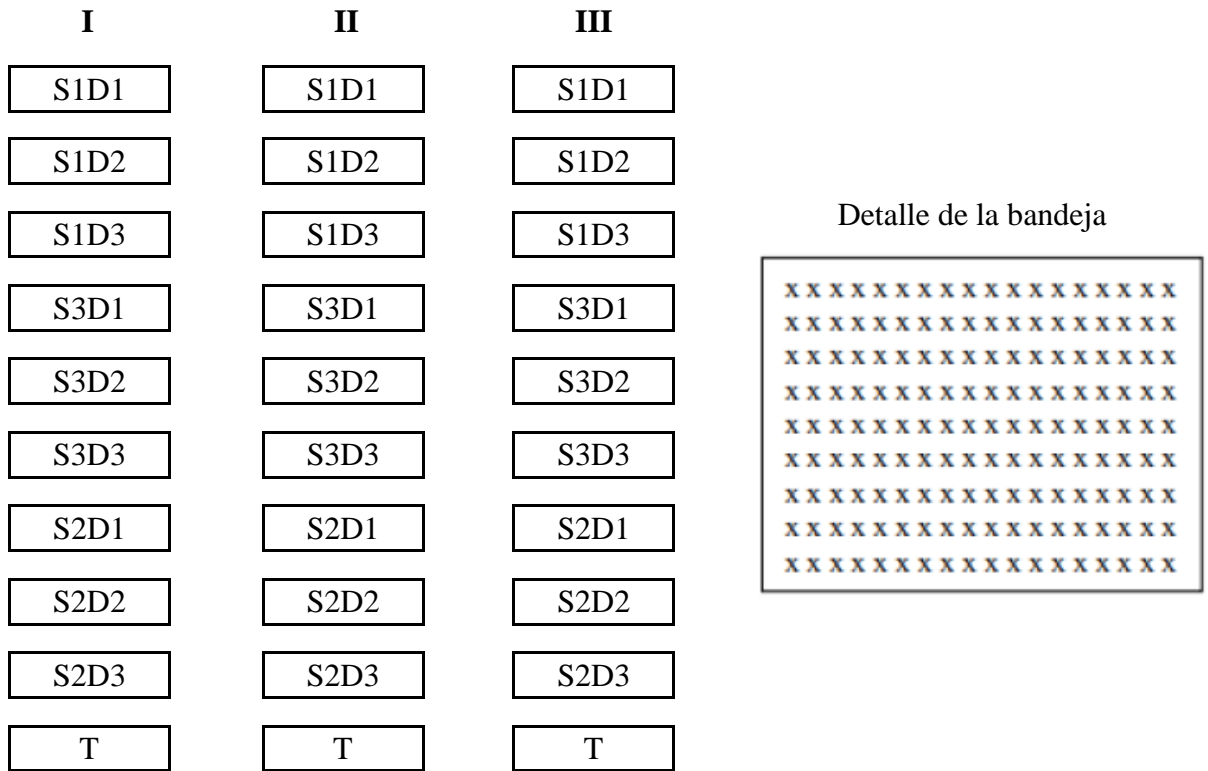 I II III
S1D1 S1D1 S1D1
S1D2 S1D2 S1D2
S1D3 S1D3 S1D3
S3D1 S3D1 S3D1
S3D2 S3D2 S3D2
S3D3 S3D3 S3D3
S2D1 S2D1 S2D1
S2D2 S2D2 S2D2
S2D3 S2D3 S2D3
T T T
Detalle de la bandeja
x x x x x x x x x x x x x x x x x x
x x x x x x x x x x x x x x x x x x
x x x x x x x x x x x x x x x x x x
x x x x x x x x x x x x x x x x x x
x x x x x x x x x x x x x x x x x x
x x x x x x x x x x x x x x x x x x
x x x x x x x x x x x x x x x x x x
x x x x x x x x x x x x x x x x x x
x x x x x x x x x x x x x x x x x x